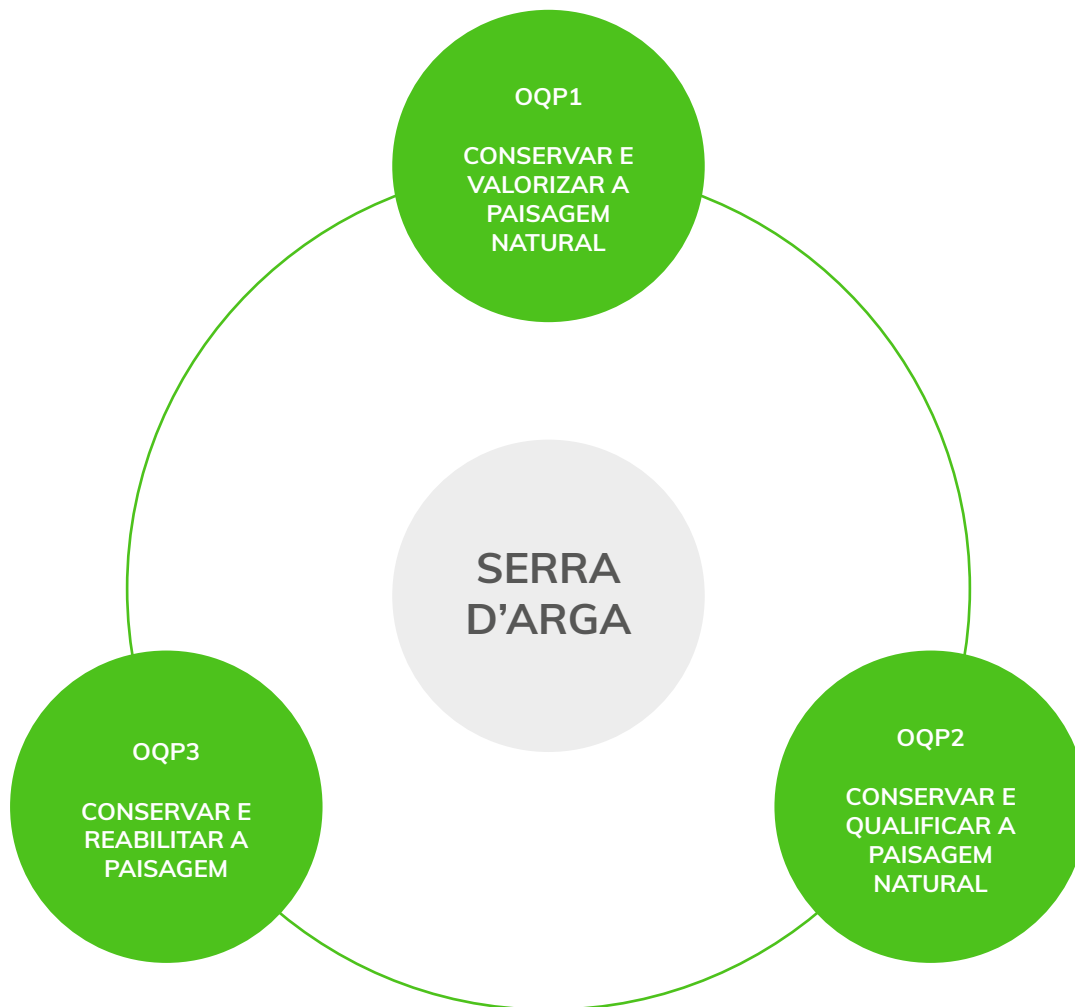 OQP1
CONSERVAR E
VALORIZAR A
PAISAGEM
NATURAL
SERRA
D’ARGA
OQP3
CONSERVAR E
REABILITAR A
PAISAGEM
OQP2
CONSERVAR E
QUALIFICAR A
PAISAGEM
NATURAL